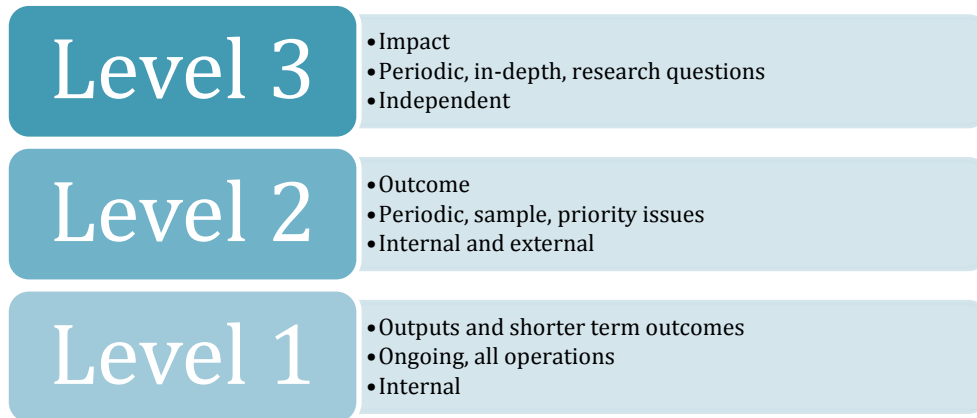 Level 3
•Impact
•Periodic, in-depth, research questions
•Independent
Level 2
•Outcome
•Periodic, sample, priority issues
•Internal and external
Level 1
•Outputs and shorter term outcomes
•Ongoing, all operations
•Internal